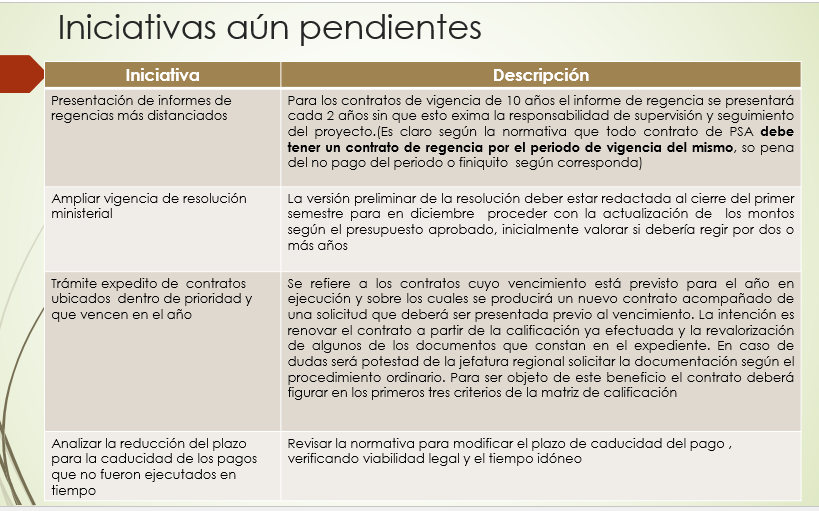 Iniciativas aún pendientes
Iniciativa
Descripción
Presentación de informes de
regencias más distanciados
Para los contratos de vigencia de 10 años el informe de regencia se presentará
cada 2 años sin que esto exima la responsabilidad de supervisión y seguimiento
del proyecto.(Es claro según la normativa que todo contrato de PSA debe
tener un contrato de regencia por el periodo de vigencia del mismo, so pena
del no pago del periodo o finiquito según corresponda)
Ampliar vigencia de resolución
ministerial
La versión preliminar de la resolución deber estar redactada al cierre del primer
semestre para en diciembre proceder con la actualización de los montos
según el presupuesto aprobado, inicialmente valorar si debería regir por dos o
más años
Trámite expedito de contratos
ubicados dentro de prioridad y
que vencen en el año
Se refiere a los contratos cuyo vencimiento está previsto para el año en
ejecución y sobre los cuales se producirá un nuevo contrato acompañado de
una solicitud que deberá ser presentada previo al vencimiento. La intención es
renovar el contrato a partir de la calificación ya efectuada y la revalorización
de algunos de los documentos que constan en el expediente. En caso de
dudas será potestad de la jefatura regional solicitar la documentación según el
procedimiento ordinario. Para ser objeto de este beneficio el contrato deberá
figurar en los primeros tres criterios de la matriz de calificación
Analizar la reducción del plazo
para la caducidad de los pagos
que no fueron ejecutados en
tiempo
Revisar la normativa para modificar el plazo de caducidad del pago ,
verificando viabilidad legal y el tiempo idóneo